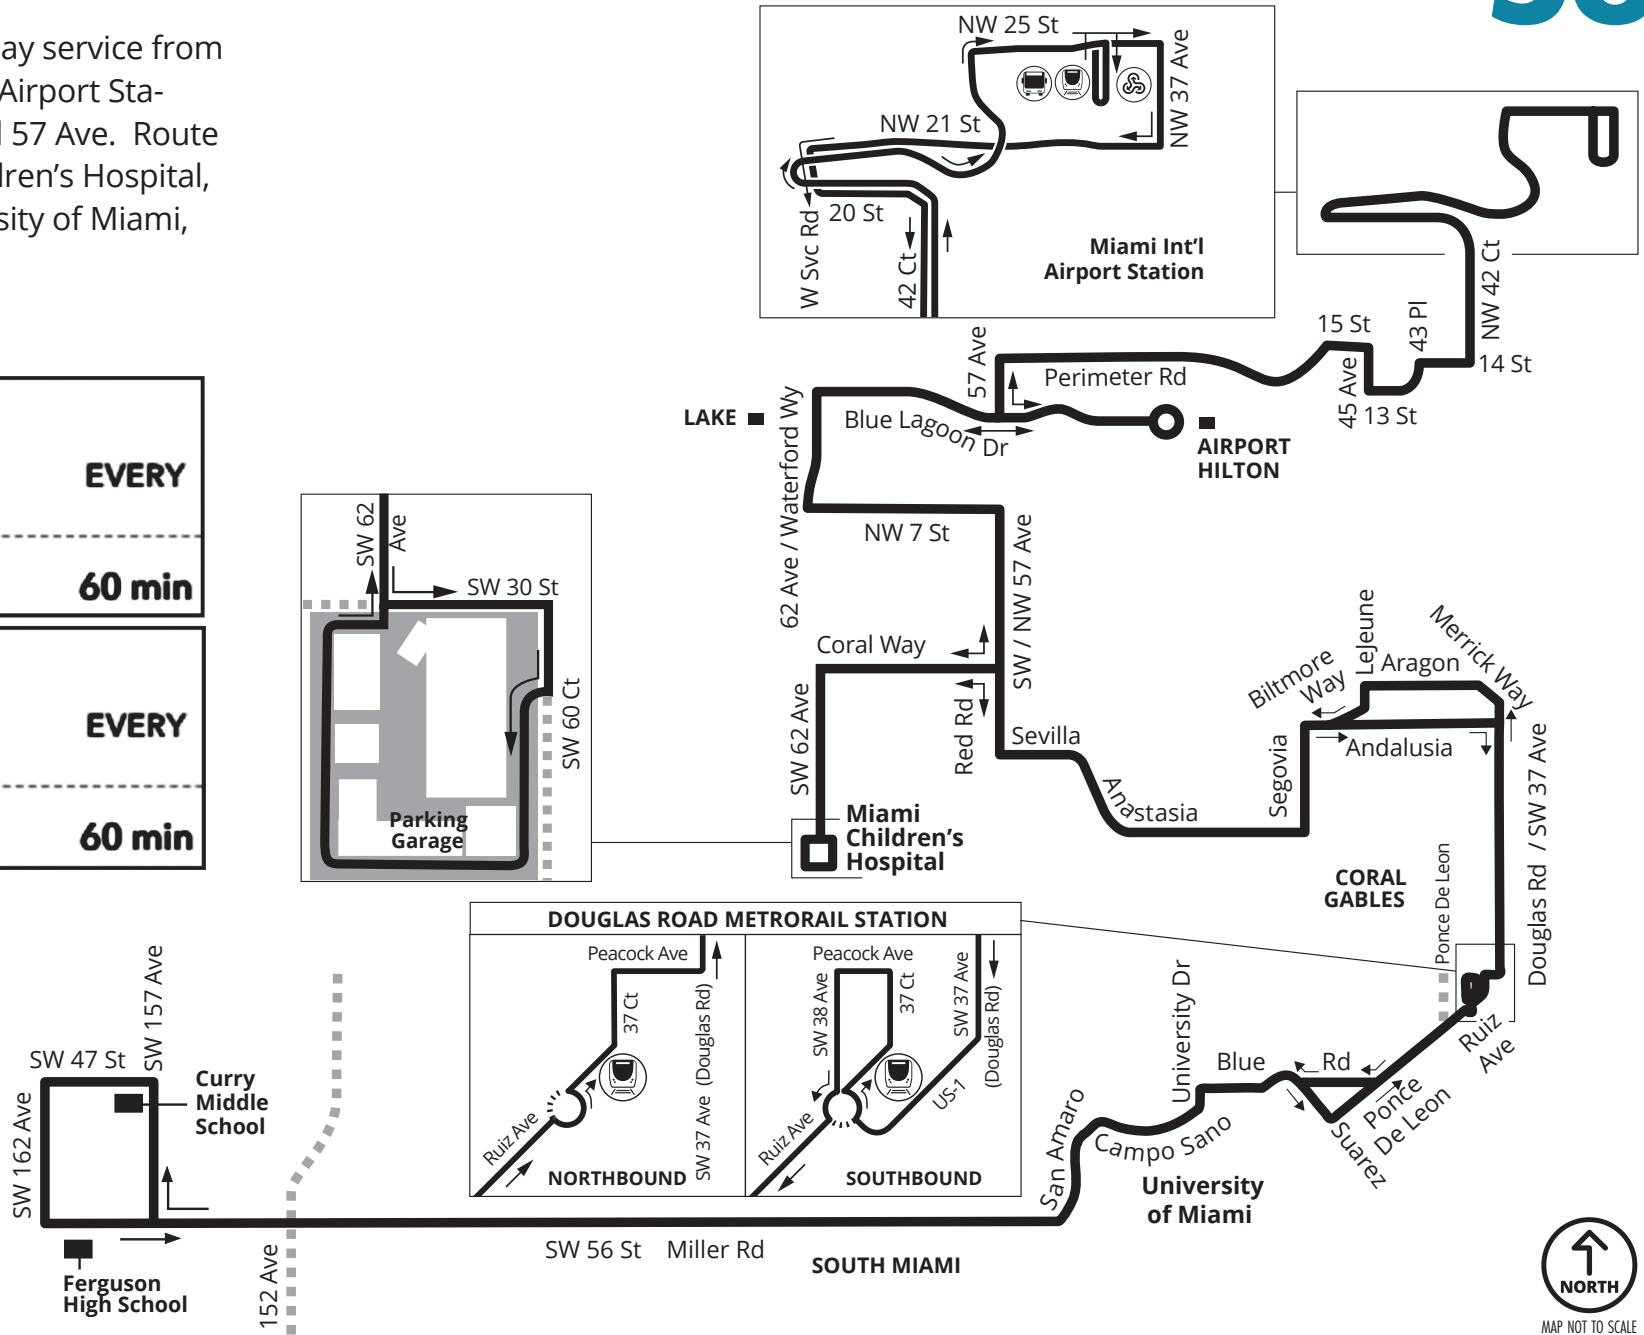 ay service from
Airport Sta-
57 Ave. Route
dren’s Hospital,
sity of Miami,
EVERY
60 min
EVERY
60 min
NW 25 St
NW 37 Ave
NW 21 St
W Svc Rd
20 St
42 Ct
Miami Int’l
Airport Station
NW 42 Ct
43 Pl
15 St
14 St
45 Ave
13 St
57 Ave
Perimeter Rd
LAKE
Blue Lagoon Dr
AIRPORT
HILTON
62 Ave / Waterford Wy
NW 7 St
SW / NW 57 Ave
SW 62
Ave
SW 30 St
SW 60 Ct
Parking
Garage
Coral Way
SW 62 Ave
Red Rd
Miami
Children’s
Hospital
Sevilla
Anastasia
Segovia
Biltmore
Way
LeJeune
Aragon
Merrick Way
Andalusia
Douglas Rd / SW 37 Ave
CORAL
GABLES
Ponce De Leon
Ruiz
Ave
DOUGLAS ROAD METRORAIL STATION
Peacock Ave
37 Ct
SW 37 Ave (Douglas Rd)
Ruiz Ave
NORTHBOUND
Peacock Ave
SW 38 Ave
37 Ct
SW 37 Ave
(Douglas Rd)
US-1
Ruiz Ave
SOUTHBOUND
University Dr
Blue Rd
Ponce
De Leon
Suarez
San Amaro
Campo Sano
University
of Miami
SW 47 St
SW 157 Ave
SW 162 Ave
Curry
Middle
School
Ferguson
High School
152 Ave
SW 56 St Miller Rd
SOUTH MIAMI
NORTH
MAP NOT TO SCALE